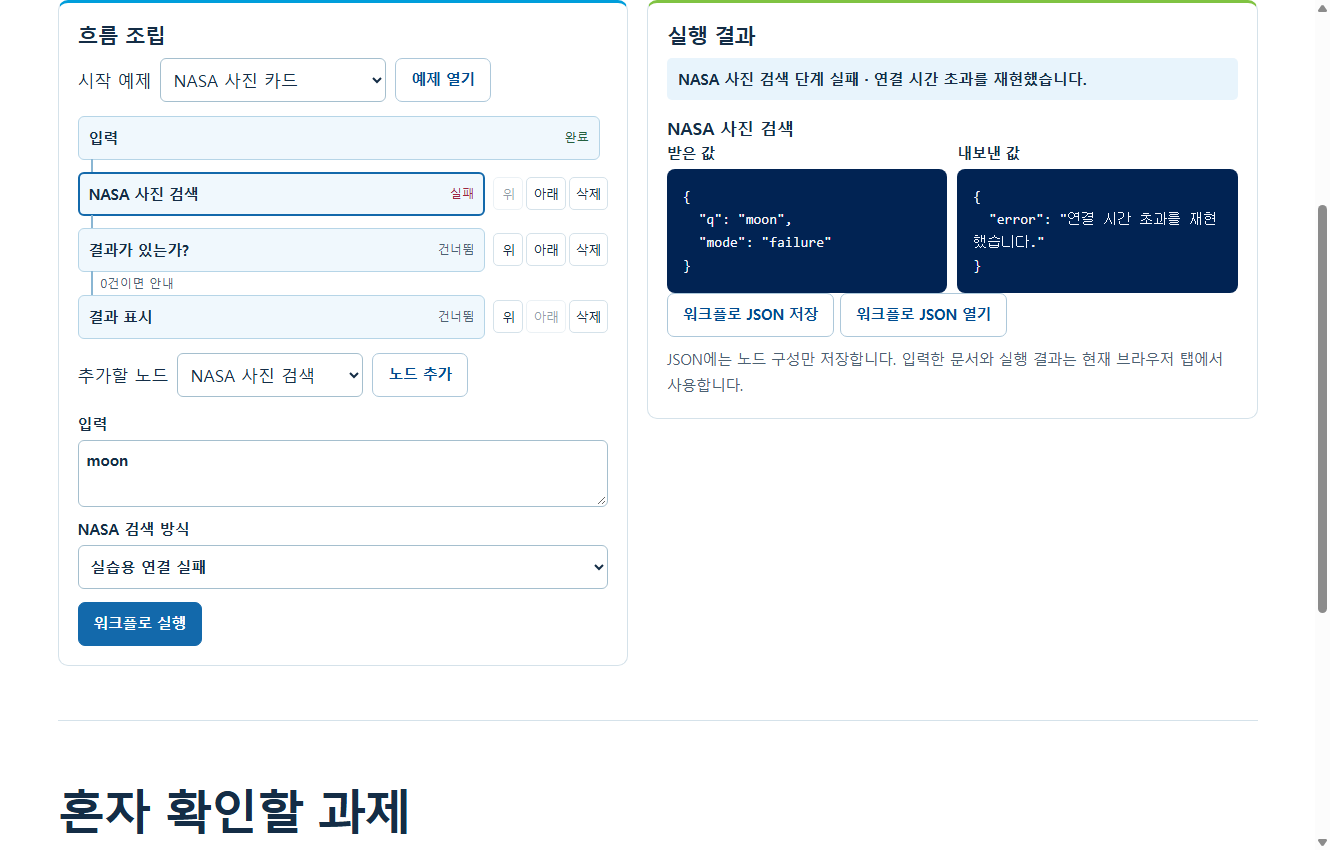 흐름 조립
시작 예제 NASA 사진 카드 예제 열기
입력 완료
NASA 사진 검색 실패 위 아래 삭제
결과가 있는가? 건너뜀 위 아래 삭제
0건이면 안내
결과 표시 건너뜀 위 아래 삭제
추가할 노드 NASA 사진 검색 노드 추가
입력
moon
NASA 검색 방식
실습용 연결 실패
워크플로 실행
실행 결과
NASA 사진 검색 단계 실패 · 연결 시간 초과를 재현했습니다.
NASA 사진 검색
받은 값
{
"q": "moon",
"mode": "failure"
}
내보낸 값
{
"error": "연결 시간 초과를 재현
했습니다."
}
워크플로 JSON 저장 워크플로 JSON 열기
JSON에는 노드 구성만 저장합니다. 입력한 문서와 실행 결과는 현재 브라우저 탭에서
사용합니다.
혼자 확인할 과제